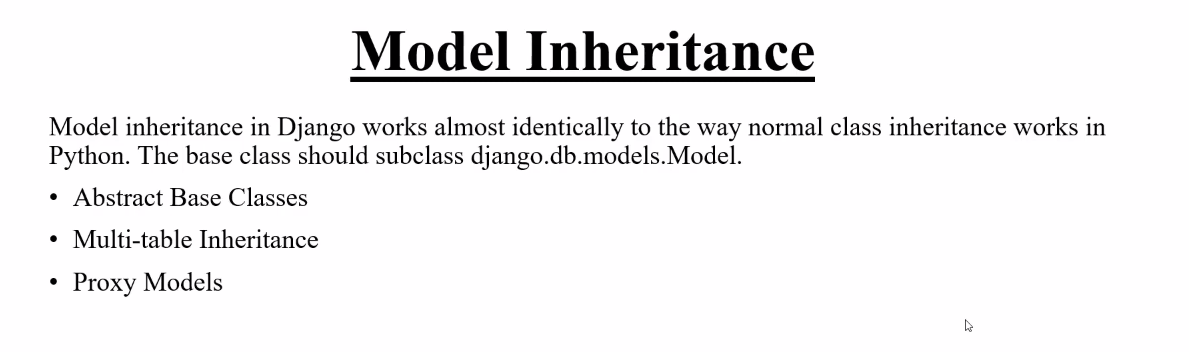 Model Inheritance
Model inheritance in Django works almost identically to the way normal class inheritance works in
Python. The base class should subclass django.db.models.Model.
• Abstract Base Classes
• Multi-table Inheritance
• Proxy Models